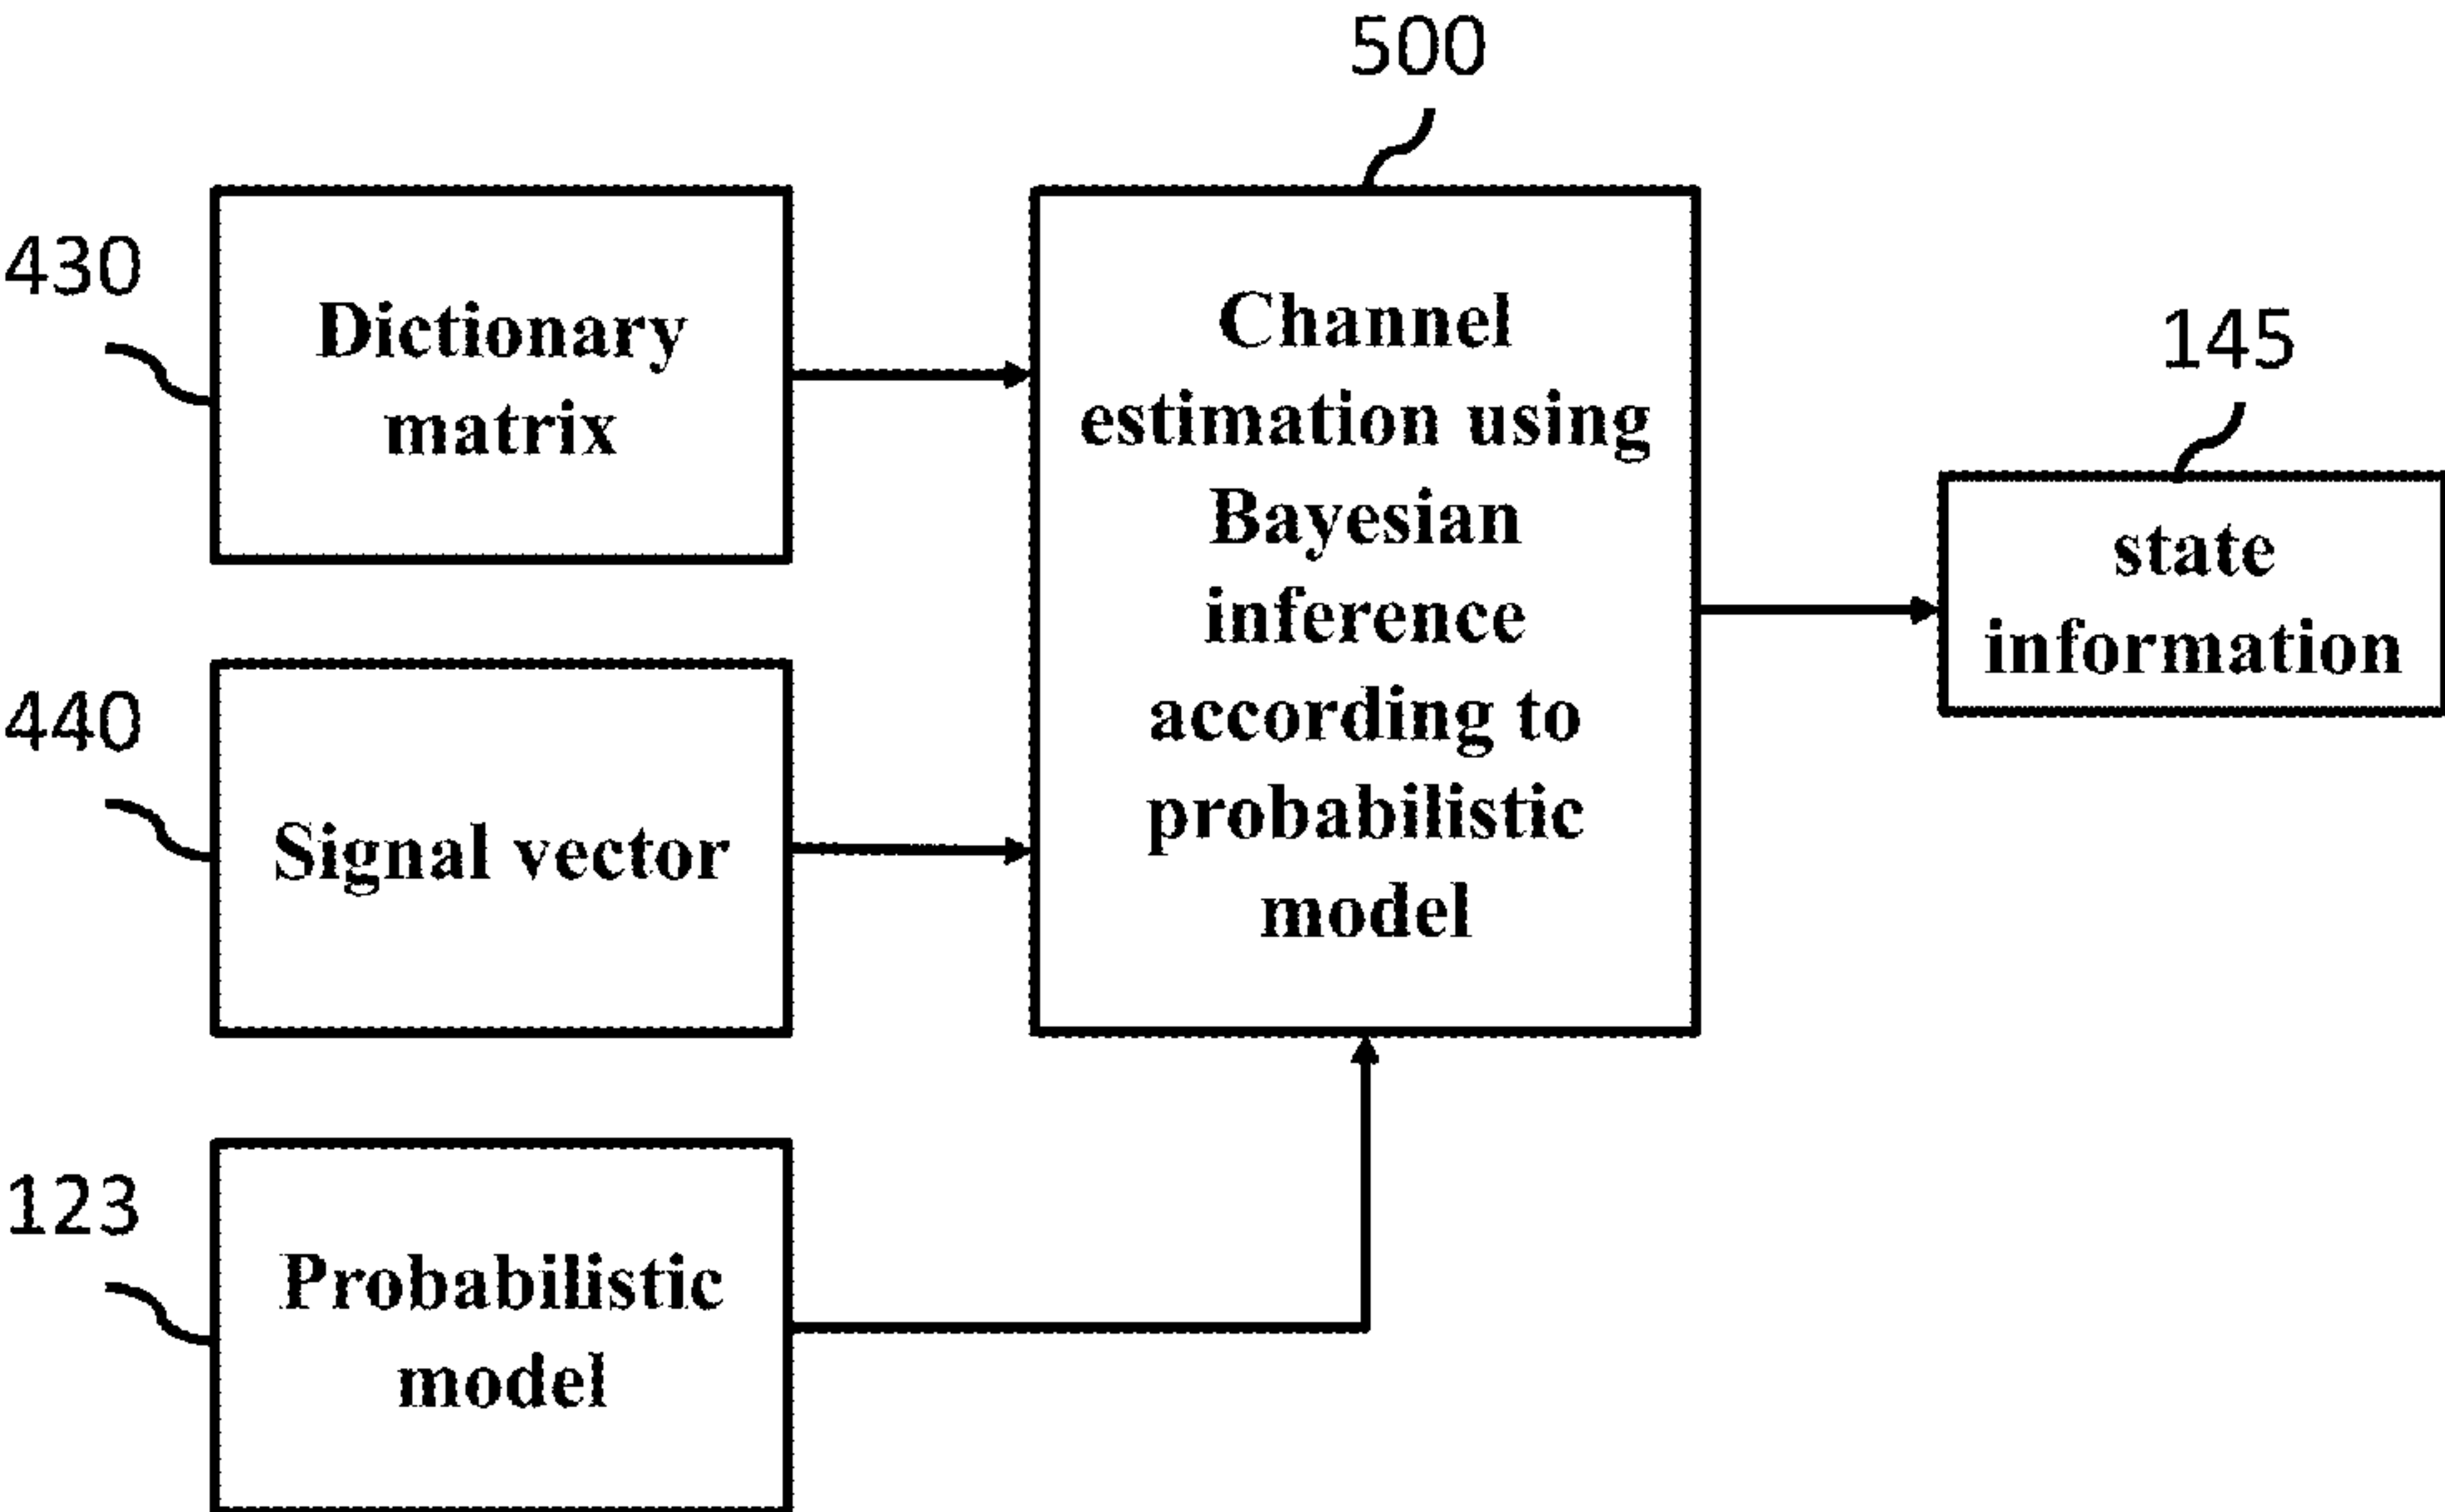 500
430
Dictionary
matrix
440
Signal vector
123
Probabilistic
model
Channel
estimation using
Bayesian
inference
according to
probabilistic
model
145
state
information